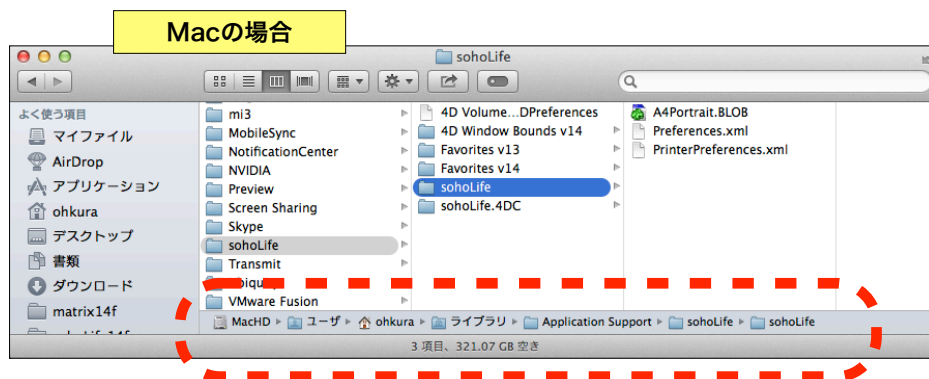 Macの場合
sohoLife
よく使う項目
マイファイル
AirDrop
アプリケーション
ohkura
デスクトップ
書類
ダウンロード
matrix14f
mi3
MobileSync
NotificationCenter
NVIDIA
Preview
Screen Sharing
Skype
sohoLife
Transmit
VMware Fusion
4D Volume...DPreferences
4D Window Bounds v14
Favorites v13
Favorites v14
sohoLife
sohoLife.4DC
A4Portrait.BLOB
Preferences.xml
PrinterPreferences.xml
MacHD ▸ ユーザ ▸ ohkura ▸ ライブラリ ▸ Application Support ▸ sohoLife ▸ sohoLife
3 項目、321.07 GB 空き